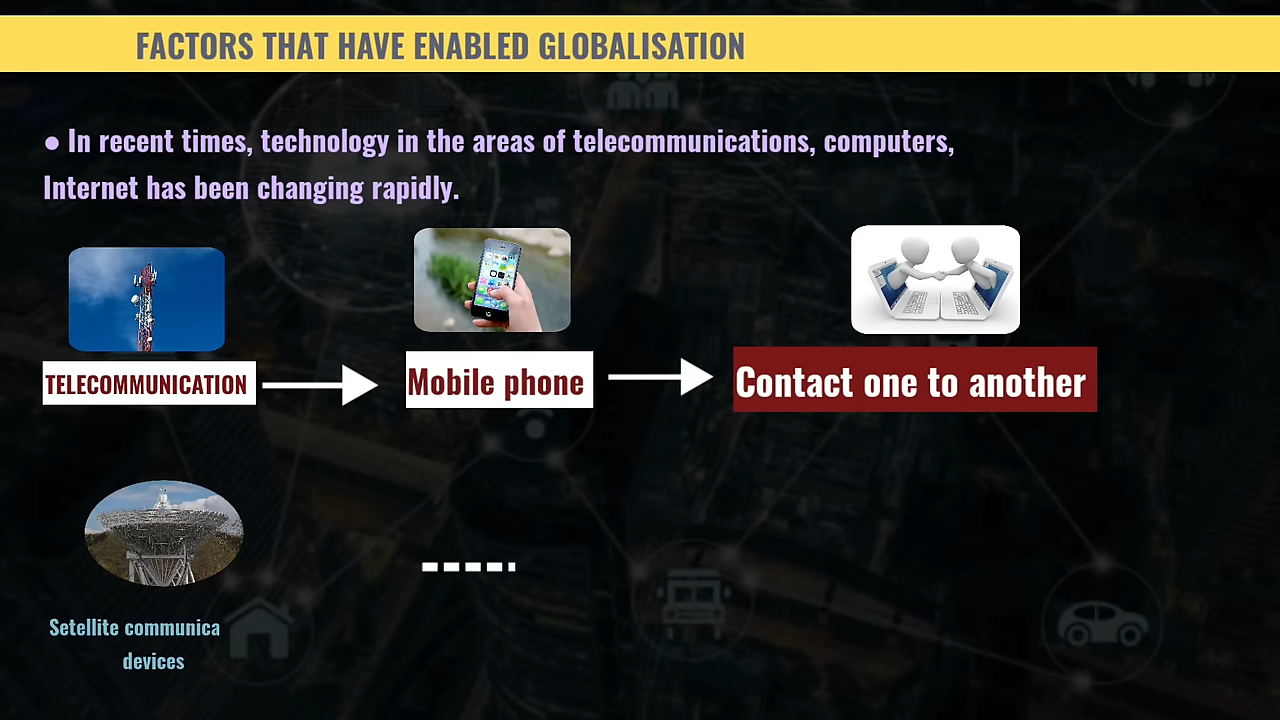 FACTORS THAT HAVE ENABLED GLOBALISATION
● In recent times, technology in the areas of telecommunications, computers,
Internet has been changing rapidly.
TELECOMMUNICATION
Mobile phone
Contact one to another
Setellite communica
devices